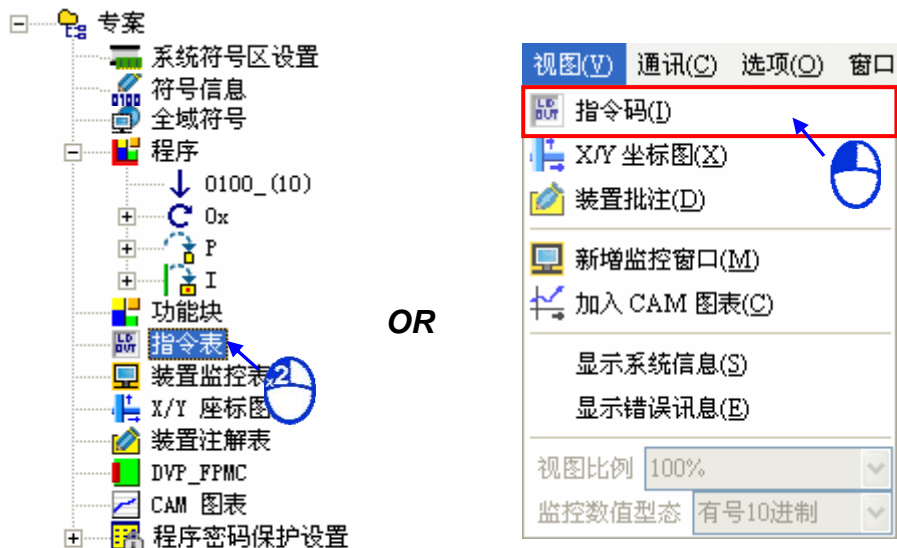 专案
系统符号区设置
符号信息
全域符号
程序
0100_(10)
Ox
P
I
功能块
指令表
装置监控表
X/Y 座标图
装置注解表
DVP_FPMC
CAM 图表
程序密码保护设置
OR
视图(V) 通讯(C) 选项(O) 窗口
指令码(I)
X/Y 坐标图(X)
装置批注(D)
新增监控窗口(M)
加入 CAM 图表(C)
显示系统信息(S)
显示错误讯息(E)
视图比例 100%
监控数值型态 有号10进制